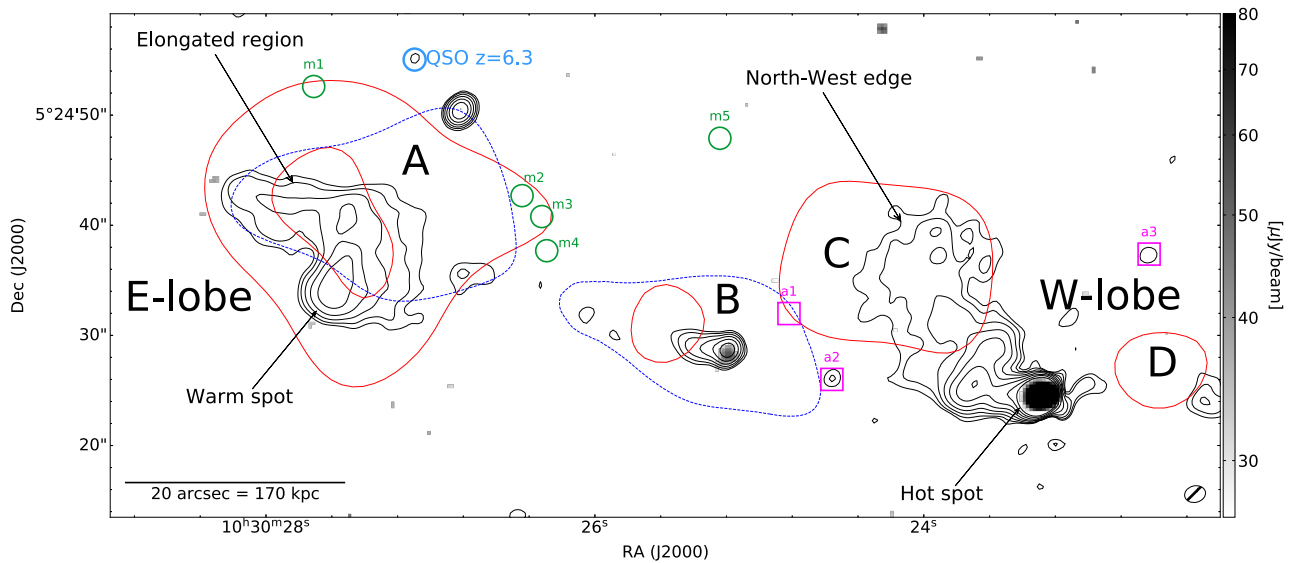 Elongated region
m1
QSO z=6.3
North-West edge
80
70
60
50
40
30
[μJy/beam]
5°24'50"
40"
30"
20"
Dec (J2000)
A
m2
m3
m4
m5
E-lobe
Warm spot
B
a1
a2
C
a3
W-lobe
D
Hot spot
20 arcsec = 170 kpc
10ʰ30ᵐ28ˢ
26ˢ
24ˢ
RA (J2000)